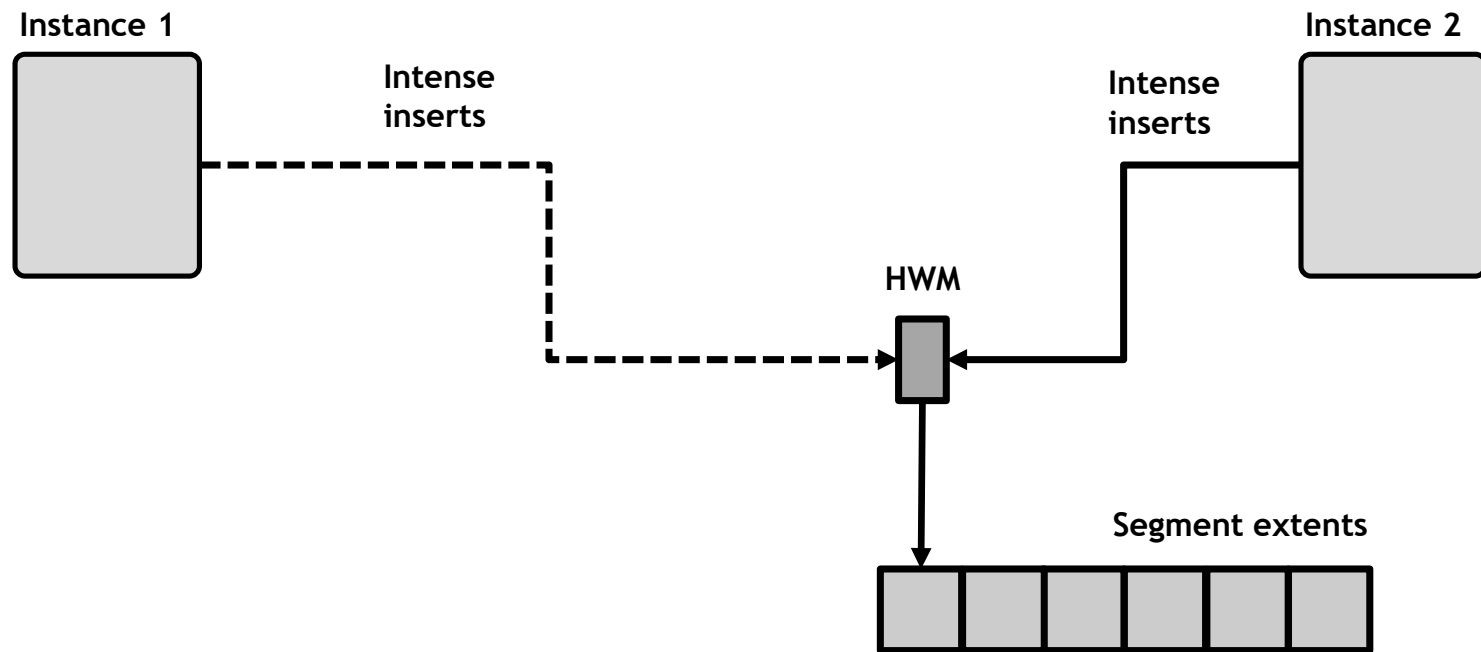 Instance 1
Instance 2
Intense
inserts
Intense
inserts
HWM
Segment extents